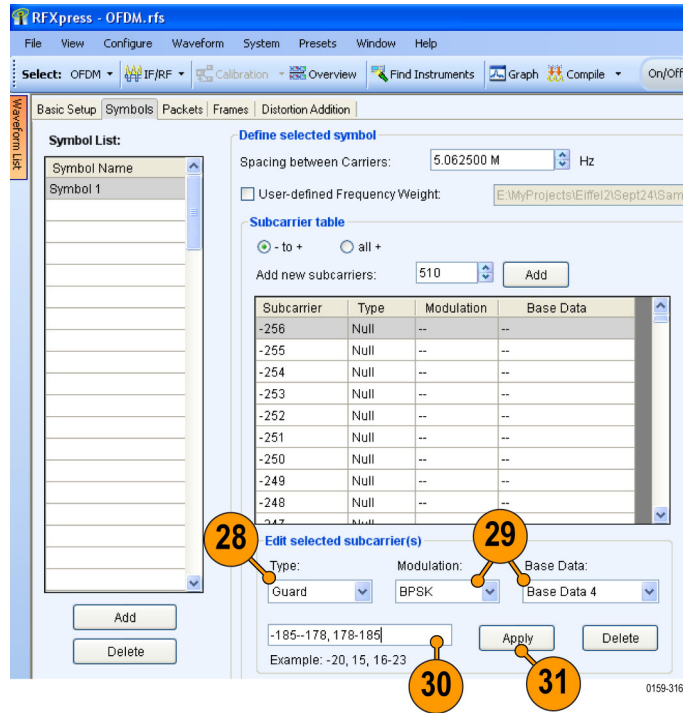 RFXpress - OFDM.rfs
File View Configure Waveform System Presets Window Help
Select: OFDM IF/RF Calibration Overview Find Instruments Graph Compile On/Off
Waveform List
Basic Setup Symbols Packets Frames Distortion Addition
Symbol List:
Symbol Name
Symbol 1
Add
Delete
Define selected symbol
Spacing between Carriers: 5.062500 M Hz
User-defined Frequency Weight: E:\MyProjects\Eiffel2\Sept24\Sam
Subcarrier table
- to + all +
Add new subcarriers: 510 Add
Subcarrier Type Modulation Base Data
-256 Null -- --
-255 Null -- --
-254 Null -- --
-253 Null -- --
-252 Null -- --
-251 Null -- --
-250 Null -- --
-249 Null -- --
-248 Null -- --
-247 Null -- --
28 Edit selected subcarrier(s) 29
Type: Modulation: Base Data:
Guard BPSK Base Data 4
-185--178, 178-185 Apply Delete
Example: -20, 15, 16-23
30 31
0159-316